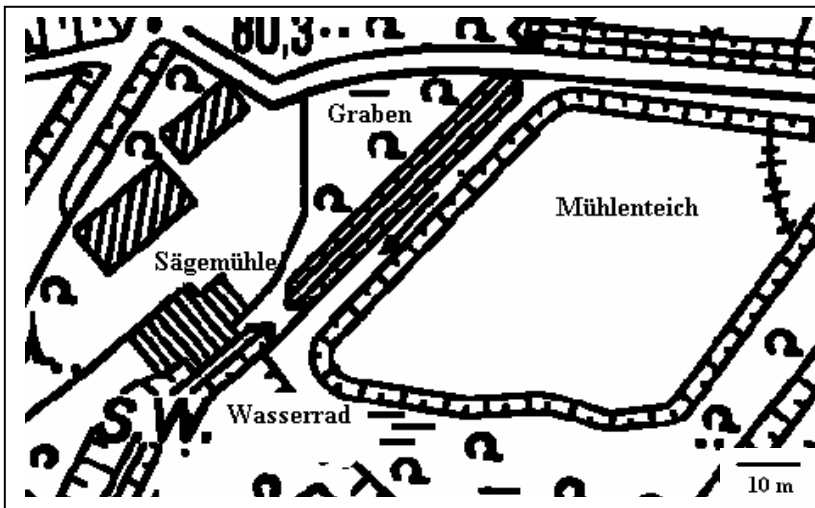 80,3
Graben
Mühlenteich
Sägemühle
S. W.
Wasserrad
10 m